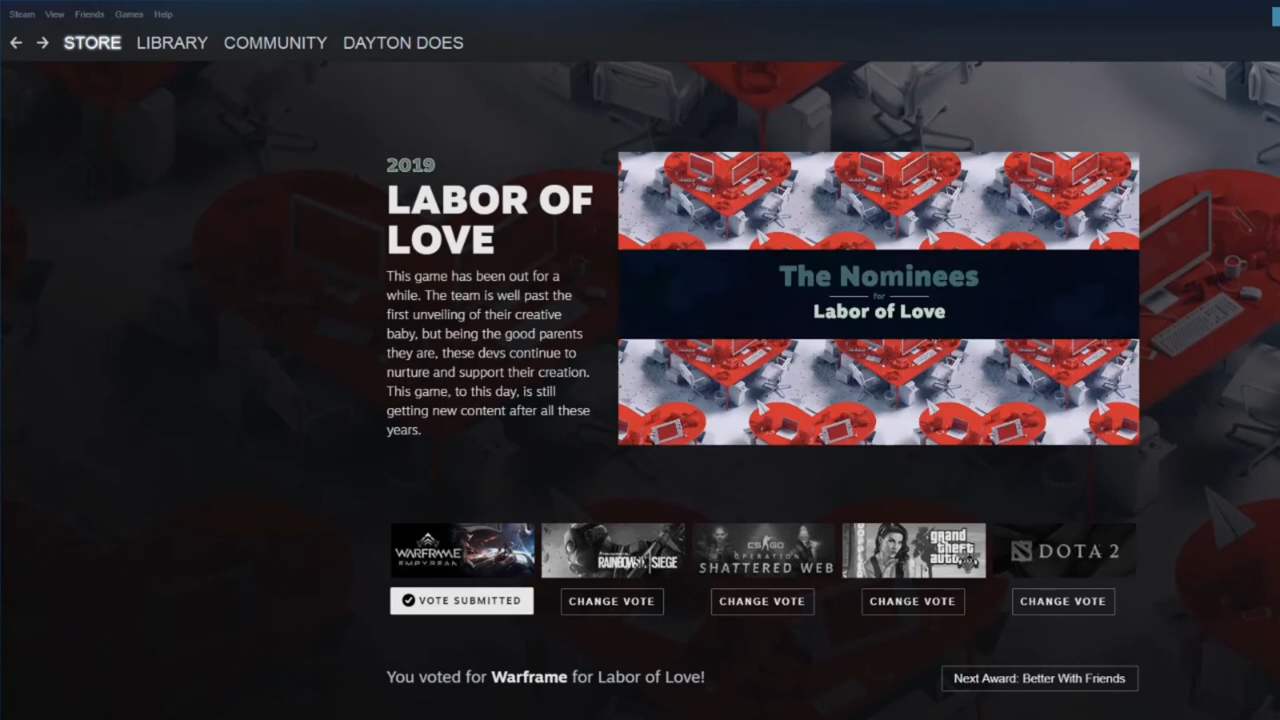 Steam View Friends Games Help
STORE LIBRARY COMMUNITY DAYTON DOES
2019
LABOR OF
LOVE
This game has been out for a
while. The team is well past the
first unveiling of their creative
baby, but being the good parents
they are, these devs continue to
nurture and support their creation.
This game, to this day, is still
getting new content after all these
years.
The Nominees
for
Labor of Love
WARFRAME
EMPYREAN
RAINBOW SIEGE
CS:GO
OPERATION
SHATTERED WEB
grand
theft
auto
DOTA 2
VOTE SUBMITTED CHANGE VOTE CHANGE VOTE CHANGE VOTE CHANGE VOTE
You voted for Warframe for Labor of Love!
Next Award: Better With Friends